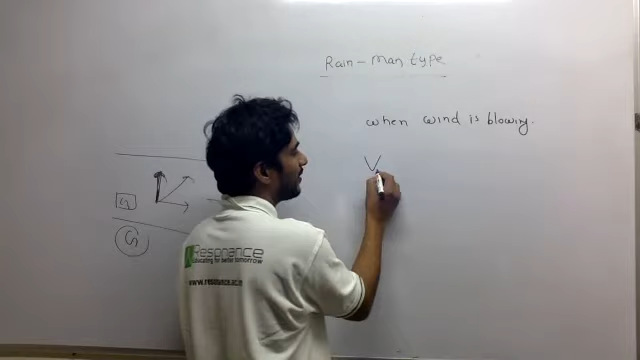 Rain - Man type
when wind is blowing.
V
G
Resonance
Educating for better tomorrow
www.resonance.ac.in